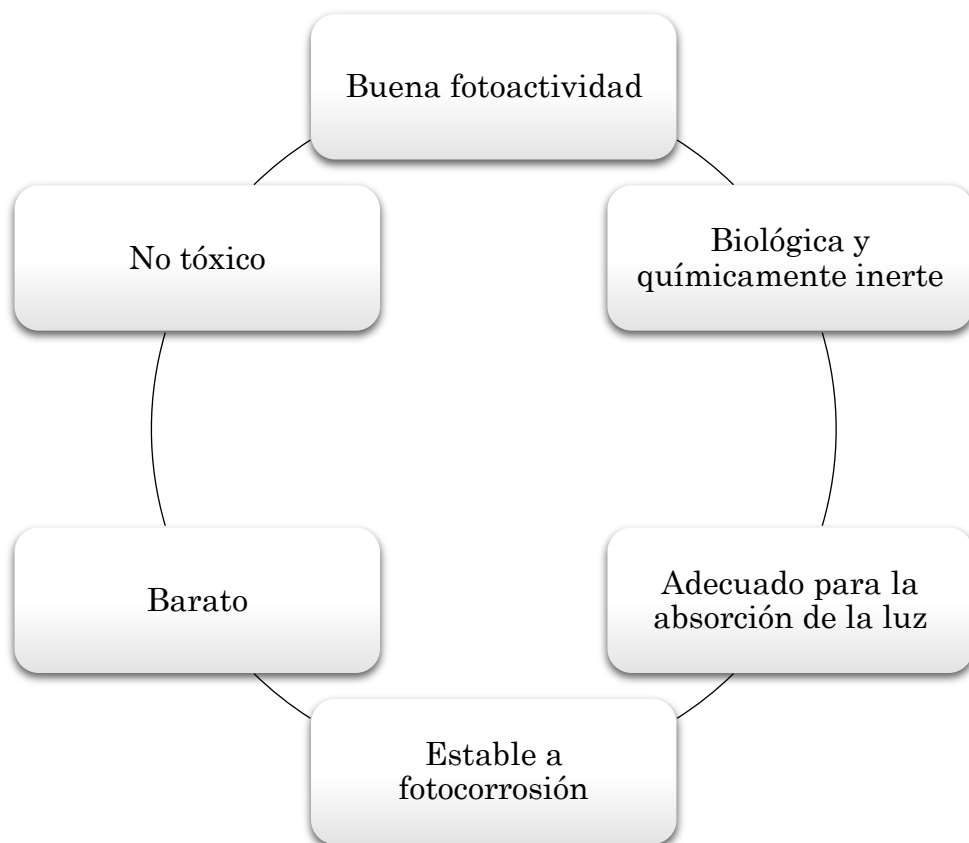 Buena fotoactividad
No tóxico
Biológica y
químicamente inerte
Barato
Adecuado para la
absorción de la luz
Estable a
fotocorrosión